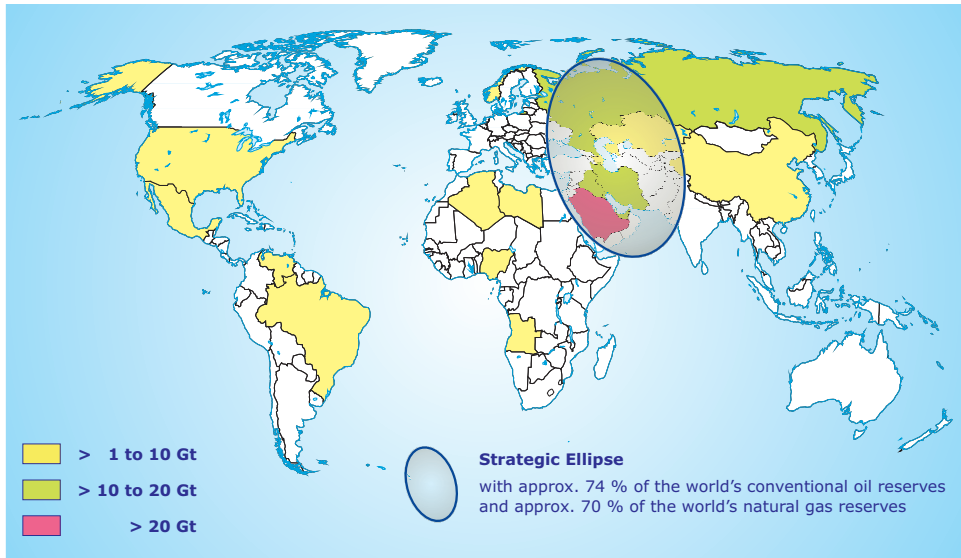 > 1 to 10 Gt
> 10 to 20 Gt
> 20 Gt
Strategic Ellipse
with approx. 74 % of the world's conventional oil reserves
and approx. 70 % of the world's natural gas reserves